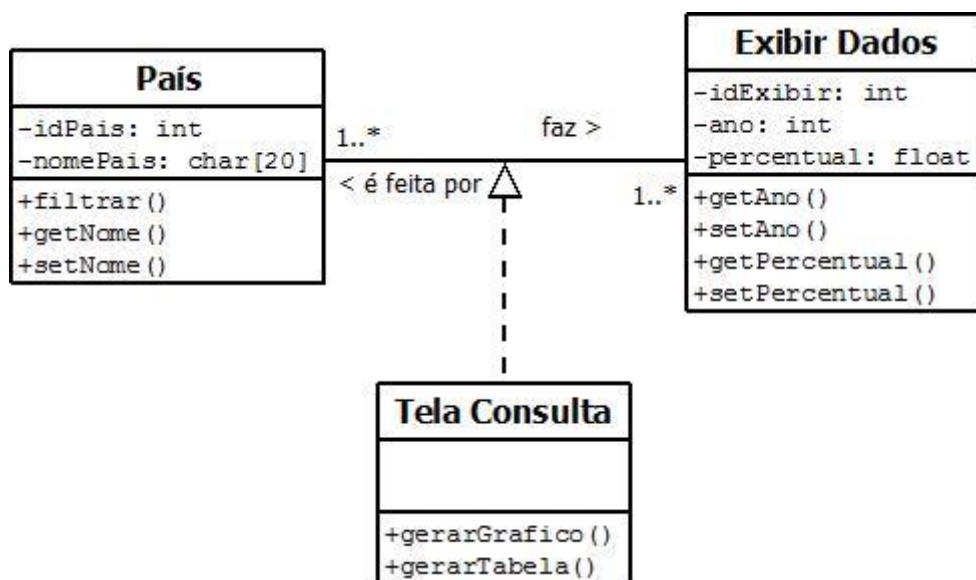 País
-idPais: int
-nomePais: char[20]
+filtrar()
+getNome()
+setNome()
1..*
faz >
< é feita por
1..*
Exibir Dados
-idExibir: int
-ano: int
-percentual: float
+getAno()
+setAno()
+getPercentual()
+setPercentual()
Tela Consulta
+gerarGrafico()
+gerarTabela()